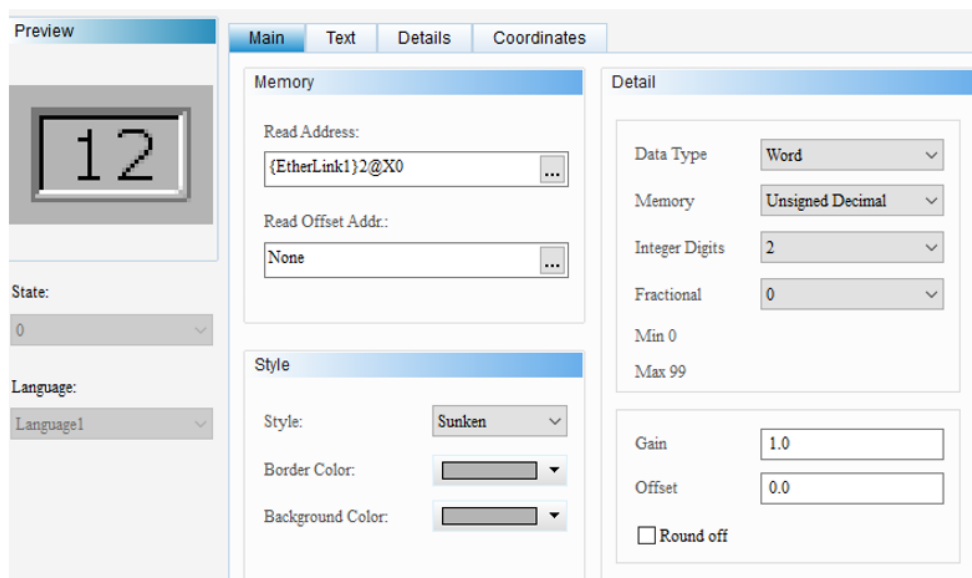 Preview
12
State:
0
Language:
Language1
Main Text Details Coordinates
Memory
Read Address:
{EtherLink1}2@X0
...
Read Offset Addr.:
None
...
Style
Style: Sunken
Border Color:
Background Color:
Detail
Data Type Word
Memory Unsigned Decimal
Integer Digits 2
Fractional 0
Min 0
Max 99
Gain 1.0
Offset 0.0
Round off